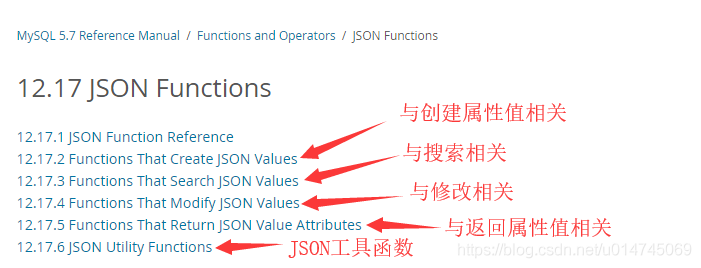 MySQL 5.7 Reference Manual / Functions and Operators / JSON Functions
12.17 JSON Functions
与创建属性值相关
12.17.1 JSON Function Reference
12.17.2 Functions That Create JSON Values
与搜索相关
12.17.3 Functions That Search JSON Values
与修改相关
12.17.4 Functions That Modify JSON Values
12.17.5 Functions That Return JSON Value Attributes
与返回属性值相关
12.17.6 JSON Utility Functions
JSON工具函数
https://blog.csdn.net/u014745069